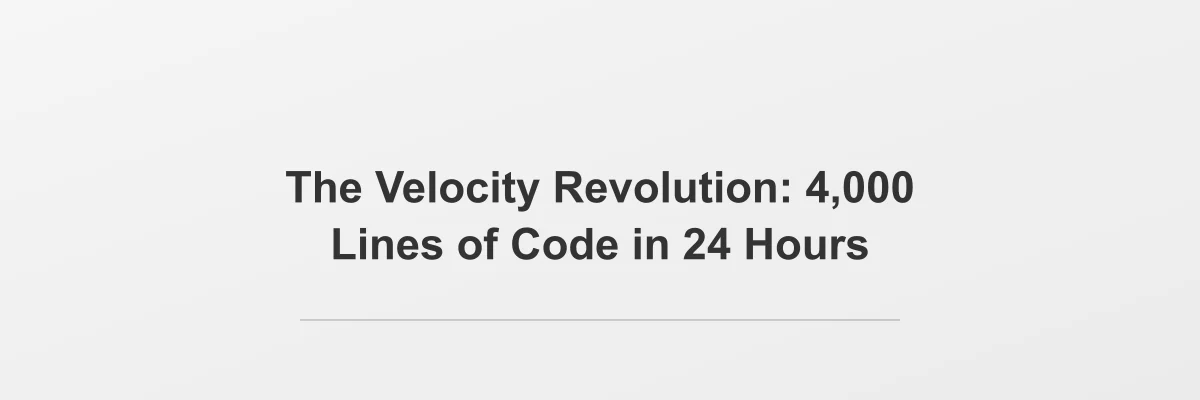 The Velocity Revolution: 4,000
Lines of Code in 24 Hours